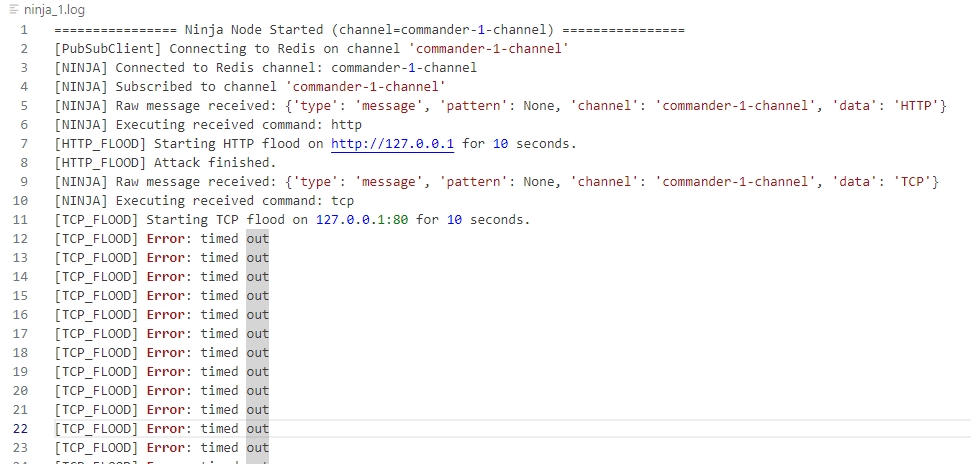 ninja_1.log
1 ================ Ninja Node Started (channel=commander-1-channel) ================
2 [PubSubClient] Connecting to Redis on channel 'commander-1-channel'
3 [NINJA] Connected to Redis channel: commander-1-channel
4 [NINJA] Subscribed to channel 'commander-1-channel'
5 [NINJA] Raw message received: {'type': 'message', 'pattern': None, 'channel': 'commander-1-channel', 'data': 'HTTP'}
6 [NINJA] Executing received command: http
7 [HTTP_FLOOD] Starting HTTP flood on http://127.0.0.1 for 10 seconds.
8 [HTTP_FLOOD] Attack finished.
9 [NINJA] Raw message received: {'type': 'message', 'pattern': None, 'channel': 'commander-1-channel', 'data': 'TCP'}
10 [NINJA] Executing received command: tcp
11 [TCP_FLOOD] Starting TCP flood on 127.0.0.1:80 for 10 seconds.
12 [TCP_FLOOD] Error: timed out
13 [TCP_FLOOD] Error: timed out
14 [TCP_FLOOD] Error: timed out
15 [TCP_FLOOD] Error: timed out
16 [TCP_FLOOD] Error: timed out
17 [TCP_FLOOD] Error: timed out
18 [TCP_FLOOD] Error: timed out
19 [TCP_FLOOD] Error: timed out
20 [TCP_FLOOD] Error: timed out
21 [TCP_FLOOD] Error: timed out
22 [TCP_FLOOD] Error: timed out
23 [TCP_FLOOD] Error: timed out